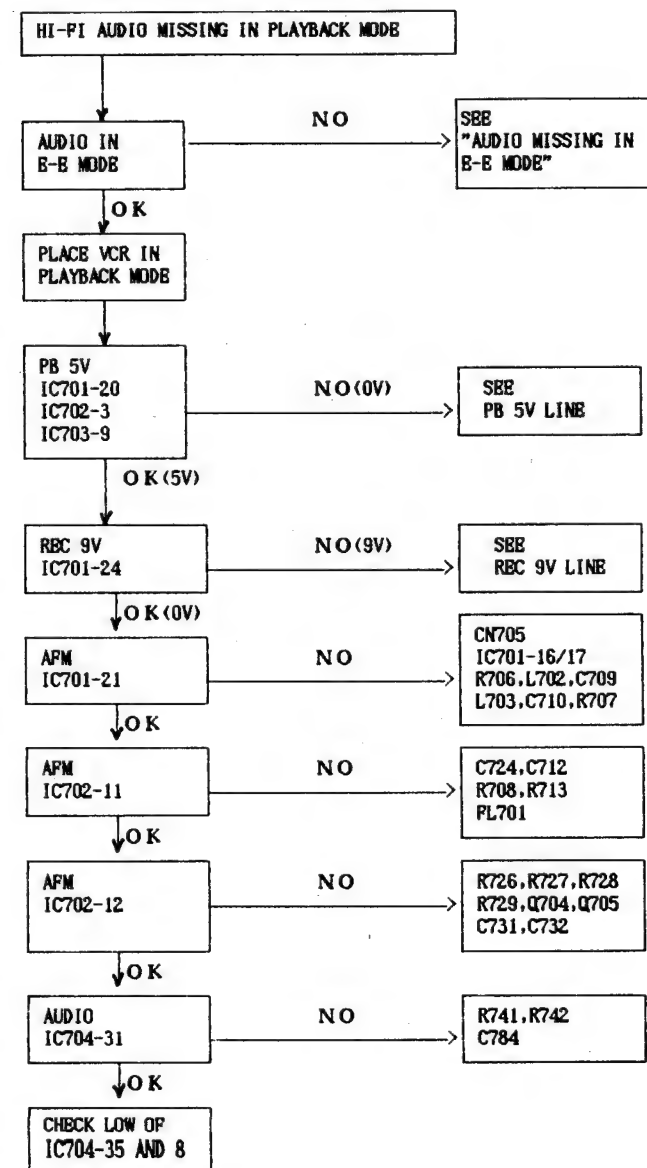 HI-FI AUDIO MISSING IN PLAYBACK MODE
AUDIO IN
E-E MODE
NO
SEE
"AUDIO MISSING IN
E-E MODE"
OK
PLACE VCR IN
PLAYBACK MODE
PB 5V
IC701-20
IC702-3
IC703-9
NO(0V)
SEE
PB 5V LINE
OK(5V)
REC 9V
IC701-24
NO(9V)
SEE
REC 9V LINE
OK(0V)
AFM
IC701-21
NO
CN705
IC701-16/17
R706,L702,C709
L703,C710,R707
OK
AFM
IC702-11
NO
C724,C712
R708,R713
FL701
OK
AFM
IC702-12
NO
R726,R727,R728
R729,Q704,Q705
C731,C732
OK
AUDIO
IC704-31
NO
R741,R742
C784
OK
CHECK LOW OF
IC704-35 AND 8